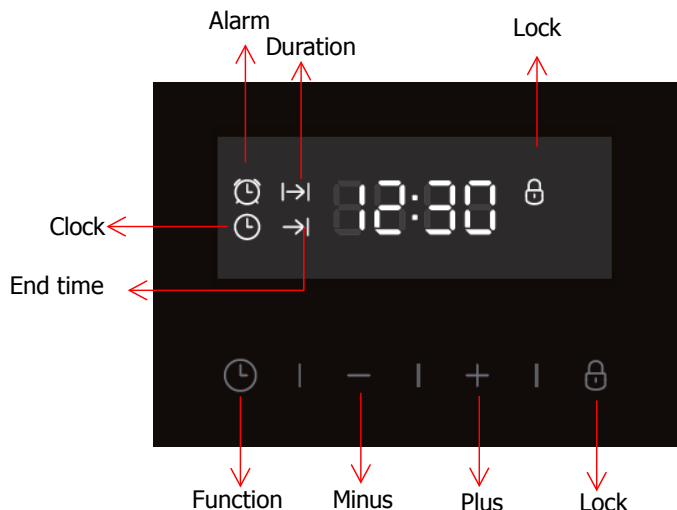 Alarm
Duration
Lock
12:30
Clock
End time
Function
Minus
Plus
Lock